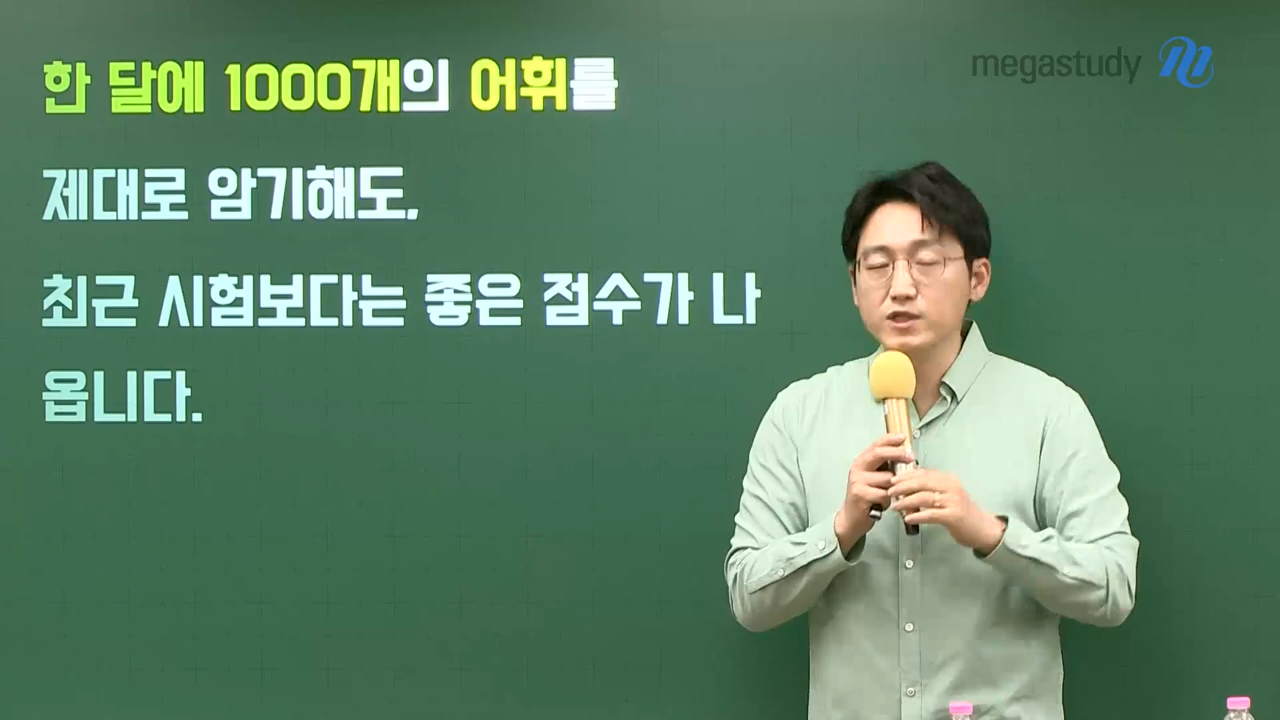 한 달에 1000개의 어휘를
megastudy
제대로 암기해도,
최근 시험보다는 좋은 점수가 나
옵니다.